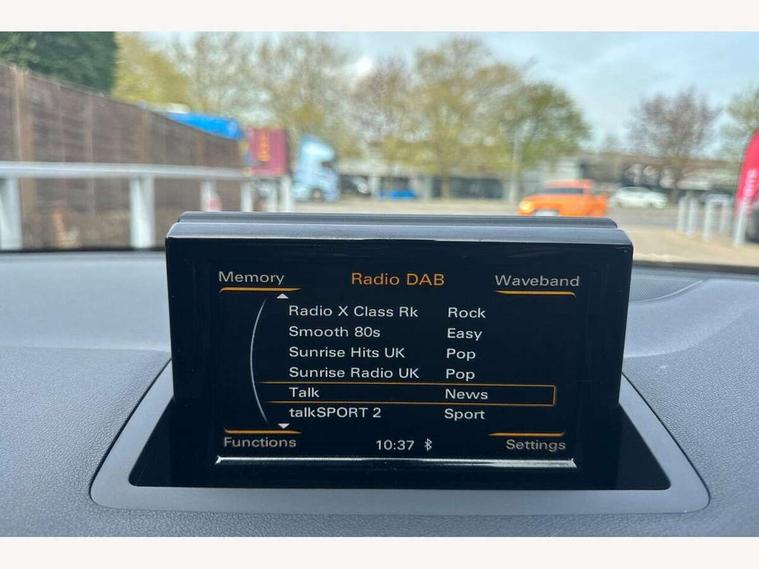 Memory Radio DAB Waveband
Radio X Class Rk Rock
Smooth 80s Easy
Sunrise Hits UK Pop
Sunrise Radio UK Pop
Talk News
talkSPORT 2 Sport
Functions 10:37 Settings